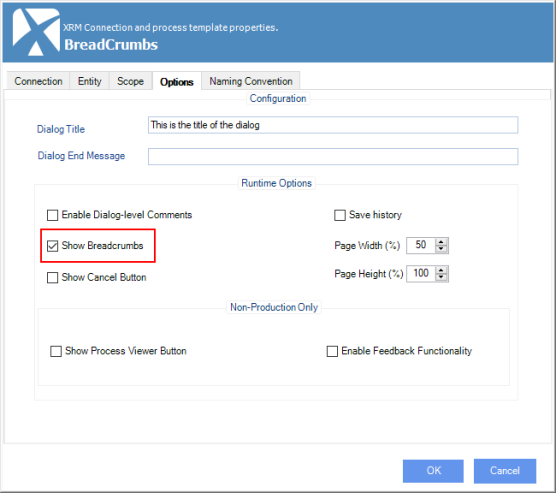 XRM Connection and process template properties.
BreadCrumbs
Connection Entity Scope Options Naming Convention
Configuration
Dialog Title This is the title of the dialog
Dialog End Message
Runtime Options
Enable Dialog-level Comments Save history
Show Breadcrumbs Page Width (%) 50
Show Cancel Button Page Height (%) 100
Non-Production Only
Show Process Viewer Button Enable Feedback Functionality
OK Cancel